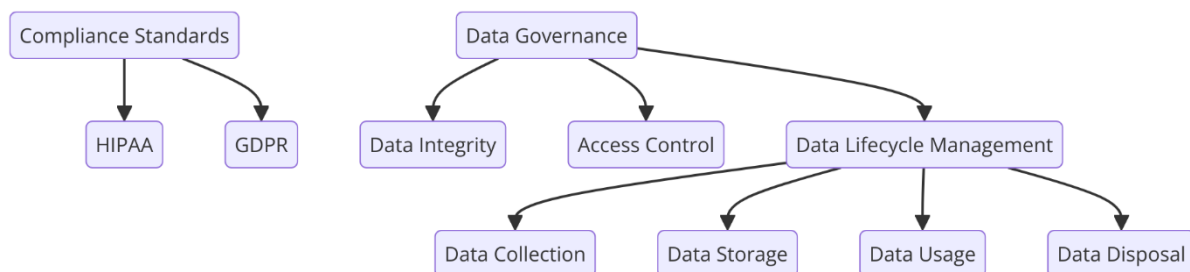 Compliance Standards
Data Governance
HIPAA
GDPR
Data Integrity
Access Control
Data Lifecycle Management
Data Collection
Data Storage
Data Usage
Data Disposal